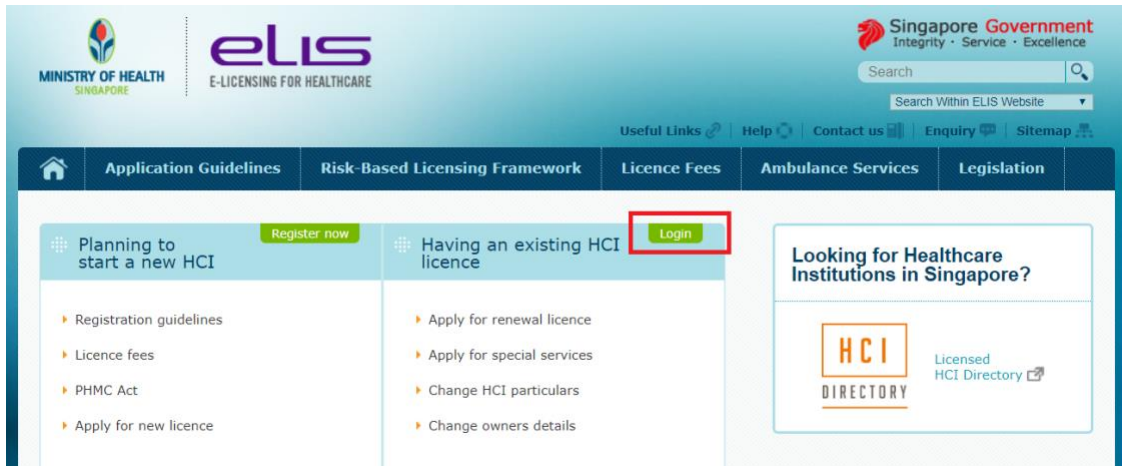 MINISTRY OF HEALTH
SINGAPORE
eLIS
E-LICENSING FOR HEALTHCARE
Singapore Government
Integrity · Service · Excellence
Search
Search Within ELIS Website
Useful Links | Help | Contact us | Enquiry | Sitemap
Application Guidelines
Risk-Based Licensing Framework
Licence Fees
Ambulance Services
Legislation
Planning to
start a new HCI
Register now
Registration guidelines
Licence fees
PHMC Act
Apply for new licence
Having an existing HCI
licence
Login
Apply for renewal licence
Apply for special services
Change HCI particulars
Change owners details
Looking for Healthcare
Institutions in Singapore?
HCI
DIRECTORY
Licensed
HCI Directory